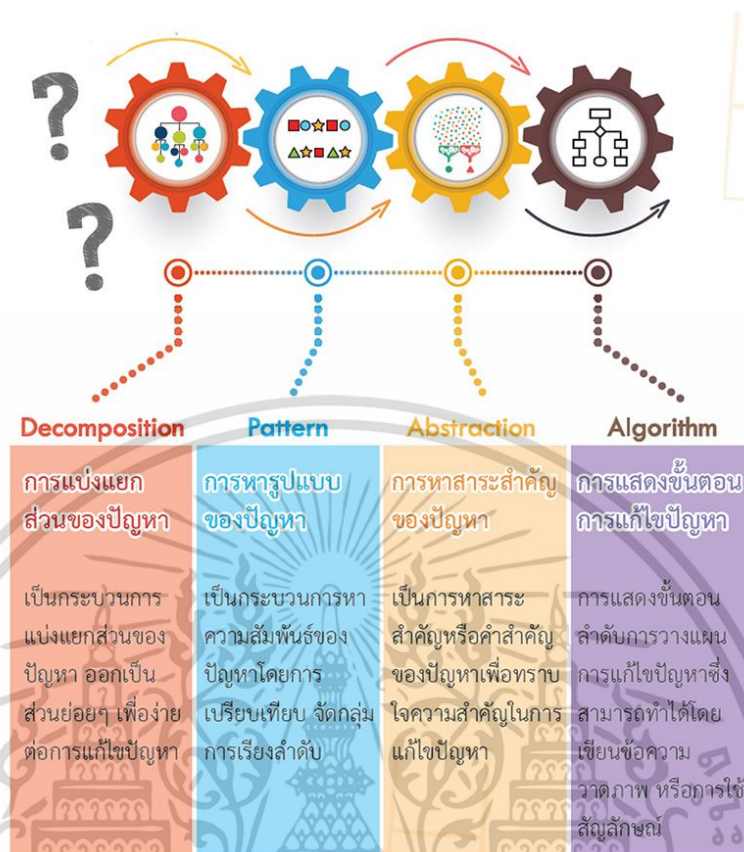 ?
?
Decomposition
การแบ่งแยก
ส่วนของปัญหา
เป็นกระบวนการ
แบ่งแยกส่วนของ
ปัญหา ออกเป็น
ส่วนย่อยๆ เพื่อง่าย
ต่อการแก้ไขปัญหา
Pattern
การหารูปแบบ
ของปัญหา
เป็นกระบวนการหา
ความสัมพันธ์ของ
ปัญหาโดยการ
เปรียบเทียบ จัดกลุ่ม
การเรียงลำดับ
Abstraction
การหาสาระสำคัญ
ของปัญหา
เป็นการหาสาระ
สำคัญหรือคำสำคัญ
ของปัญหาเพื่อทราบ
ใจความสำคัญในการ
แก้ไขปัญหา
Algorithm
การแสดงขั้นตอน
การแก้ไขปัญหา
การแสดงขั้นตอน
ลำดับการวางแผน
การแก้ไขปัญหาซึ่ง
สามารถทำได้โดย
เขียนข้อความ
วาดภาพ หรือการใช้
สัญลักษณ์